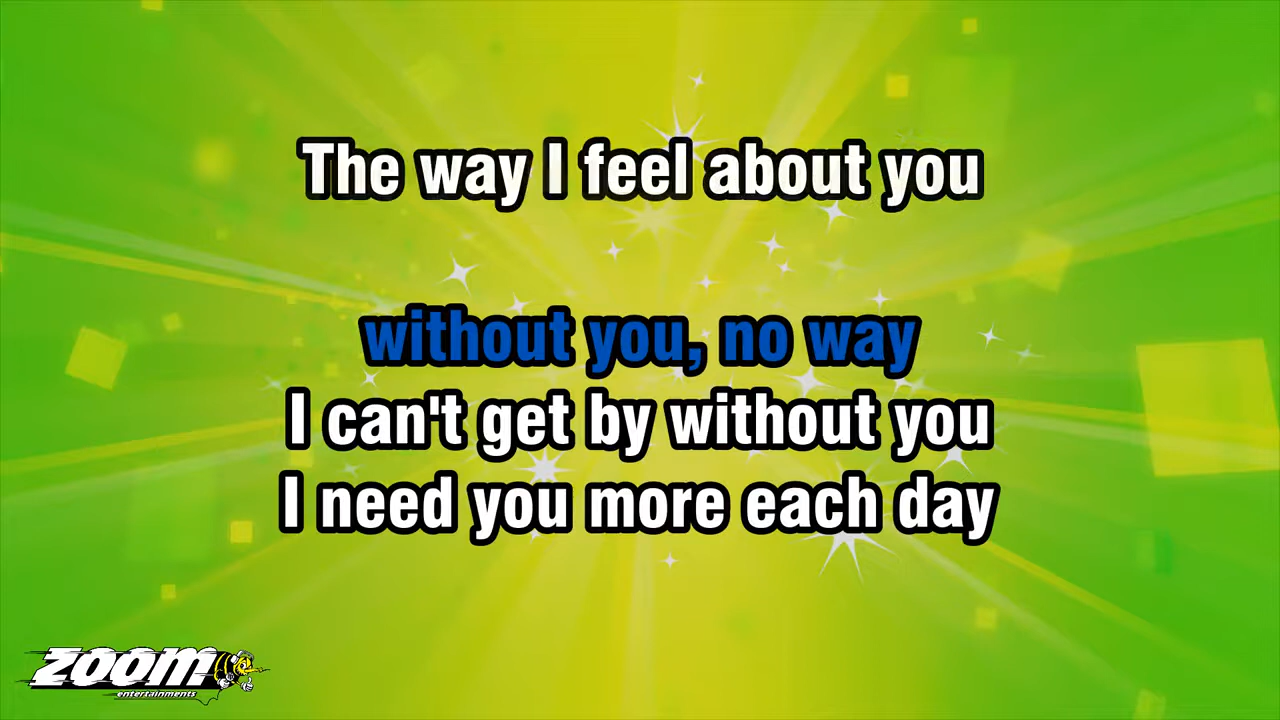 The way I feel about you
without you, no way
I can't get by without you
I need you more each day
ZOOM
entertainments